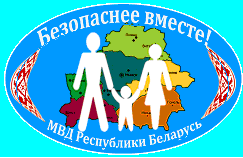 Безопаснее вместе!
МВД Республики Беларусь